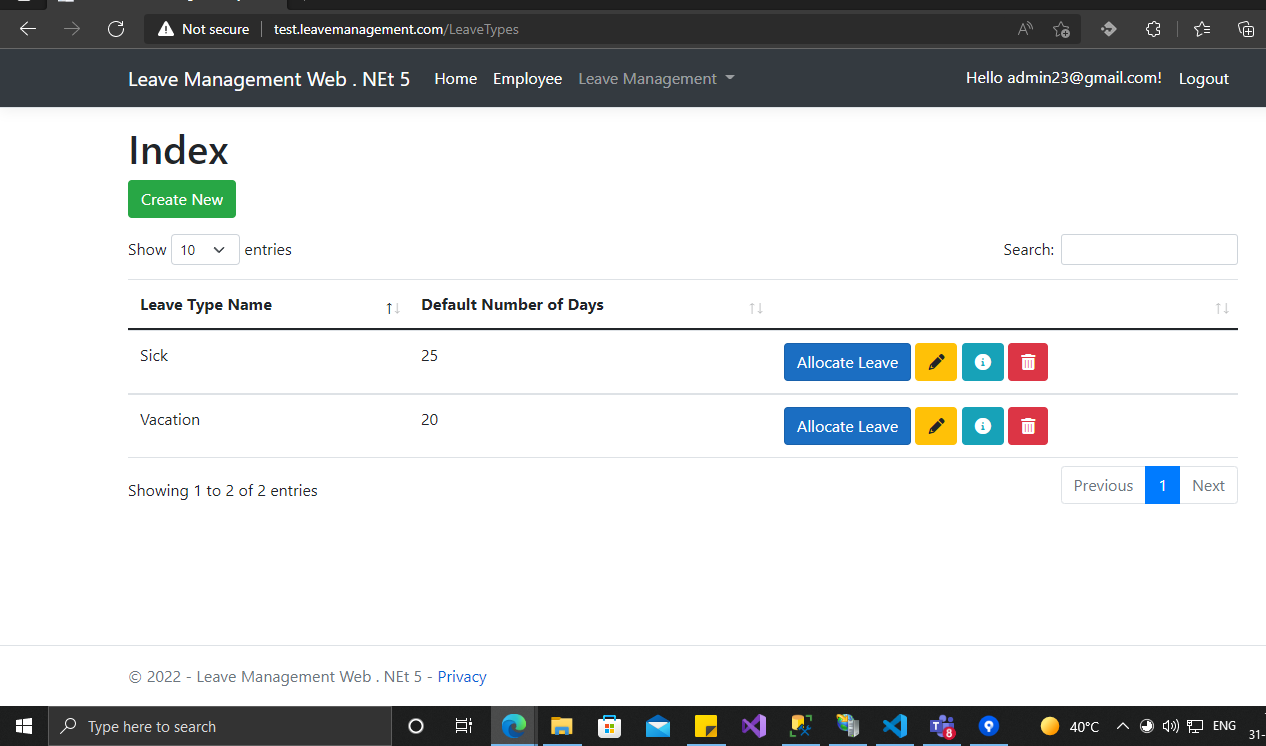 Not secure test.leavemanagement.com/LeaveTypes
Leave Management Web . NEt 5 Home Employee Leave Management Hello admin23@gmail.com! Logout
Index
Create New
Show 10 entries Search:
Leave Type Name Default Number of Days
Sick 25 Allocate Leave
Vacation 20 Allocate Leave
Showing 1 to 2 of 2 entries Previous 1 Next
© 2022 - Leave Management Web . NEt 5 - Privacy
Type here to search 8 40°C ENG 31-